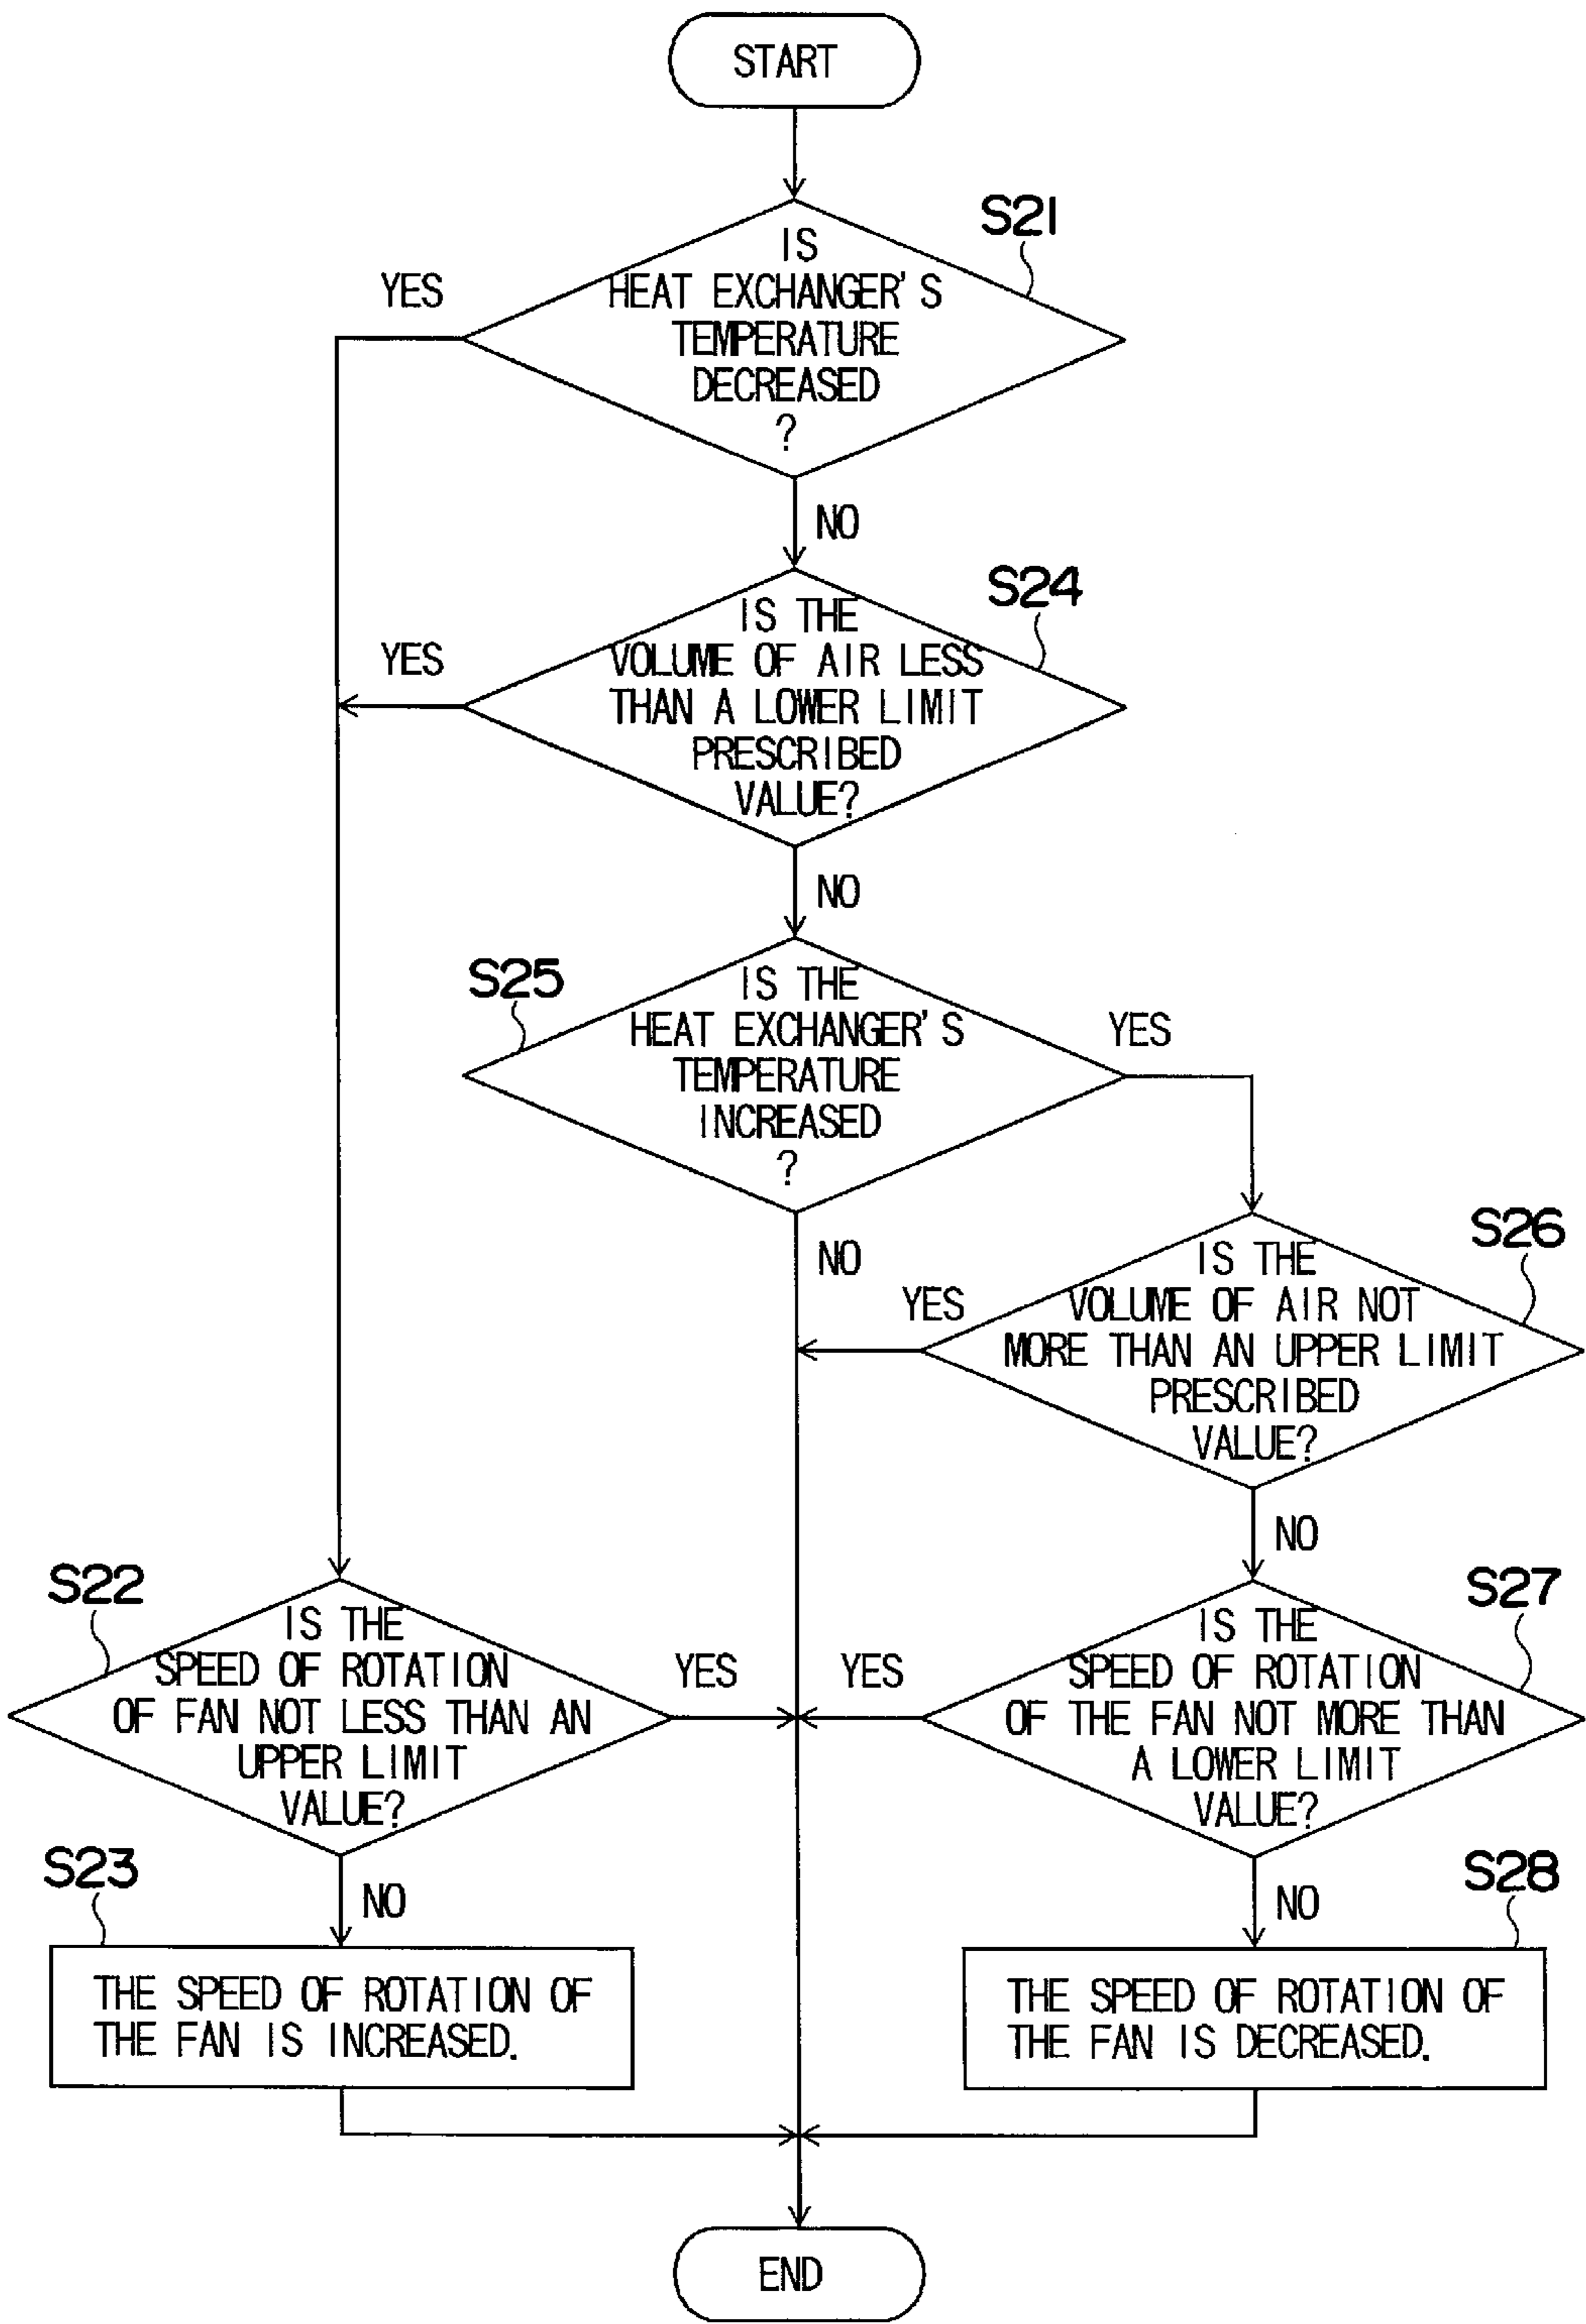 START
S21
IS
HEAT EXCHANGER'S
TEMPERATURE
DECREASED
?
YES
NO
S24
IS THE
VOLUME OF AIR LESS
THAN A LOWER LIMIT
PRESCRIBED
VALUE?
YES
NO
S25
IS THE
HEAT EXCHANGER'S
TEMPERATURE
INCREASED
?
YES
NO
S26
IS THE
VOLUME OF AIR NOT
MORE THAN AN UPPER LIMIT
PRESCRIBED
VALUE?
YES
NO
S22
IS THE
SPEED OF ROTATION
OF FAN NOT LESS THAN AN
UPPER LIMIT
VALUE?
YES
NO
S27
IS THE
SPEED OF ROTATION
OF THE FAN NOT MORE THAN
A LOWER LIMIT
VALUE?
YES
NO
S23
THE SPEED OF ROTATION OF
THE FAN IS INCREASED.
S28
THE SPEED OF ROTATION OF
THE FAN IS DECREASED.
END